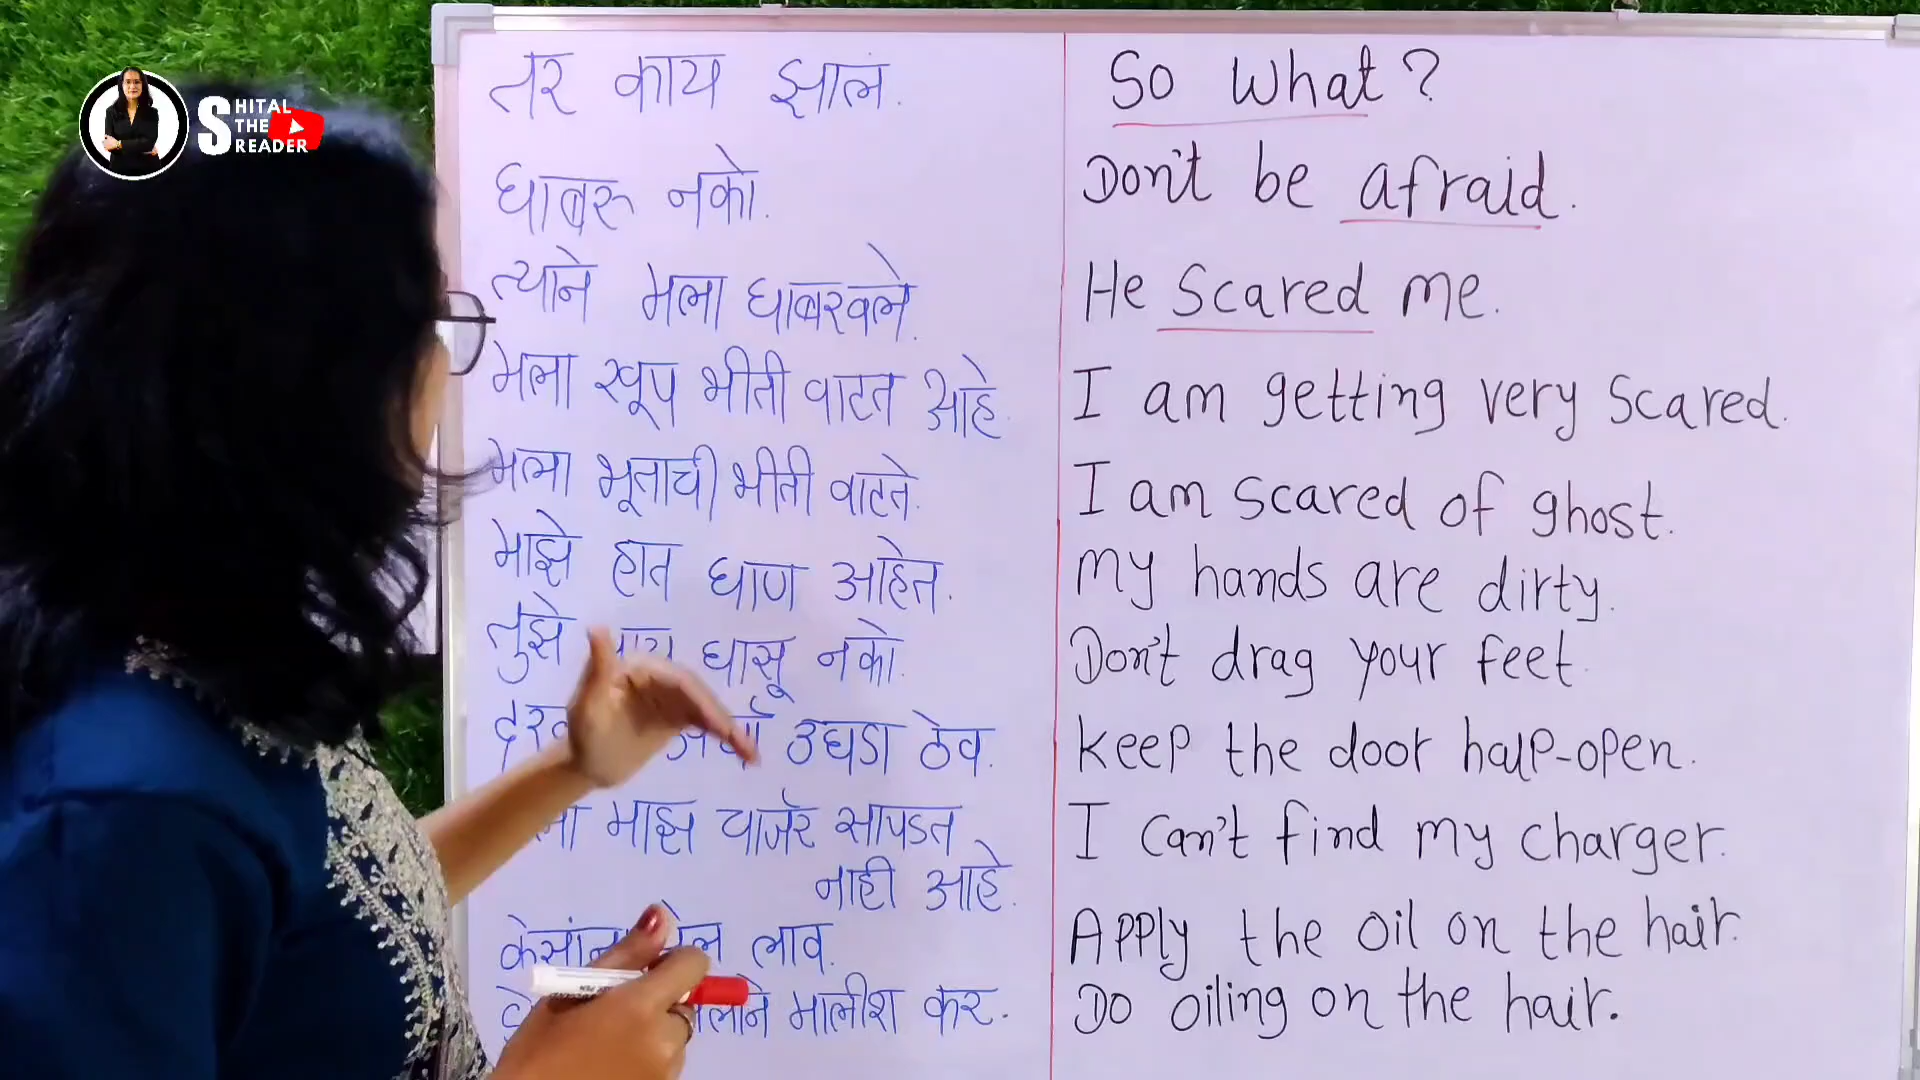 SHITAL
THE
READER
तर काय झालं.
So What?
घाबरू नको.
Don't be afraid.
त्याने मला घाबरवले.
He Scared me.
मला खूप भीती वाटत आहे.
I am getting very Scared.
मला भूताची भीती वाटते.
I am Scared of ghost.
माझे हात घाण आहेत.
My hands are dirty.
तुझे घासू नको.
Don't drag your feet.
उघडा ठेव.
Keep the door half-open.
माझ चार्जर सापडत
नाही आहे.
I Can't find my charger.
केसांना लाव.
Apply the oil on the hair.
मालीश कर.
Do oiling on the hair.